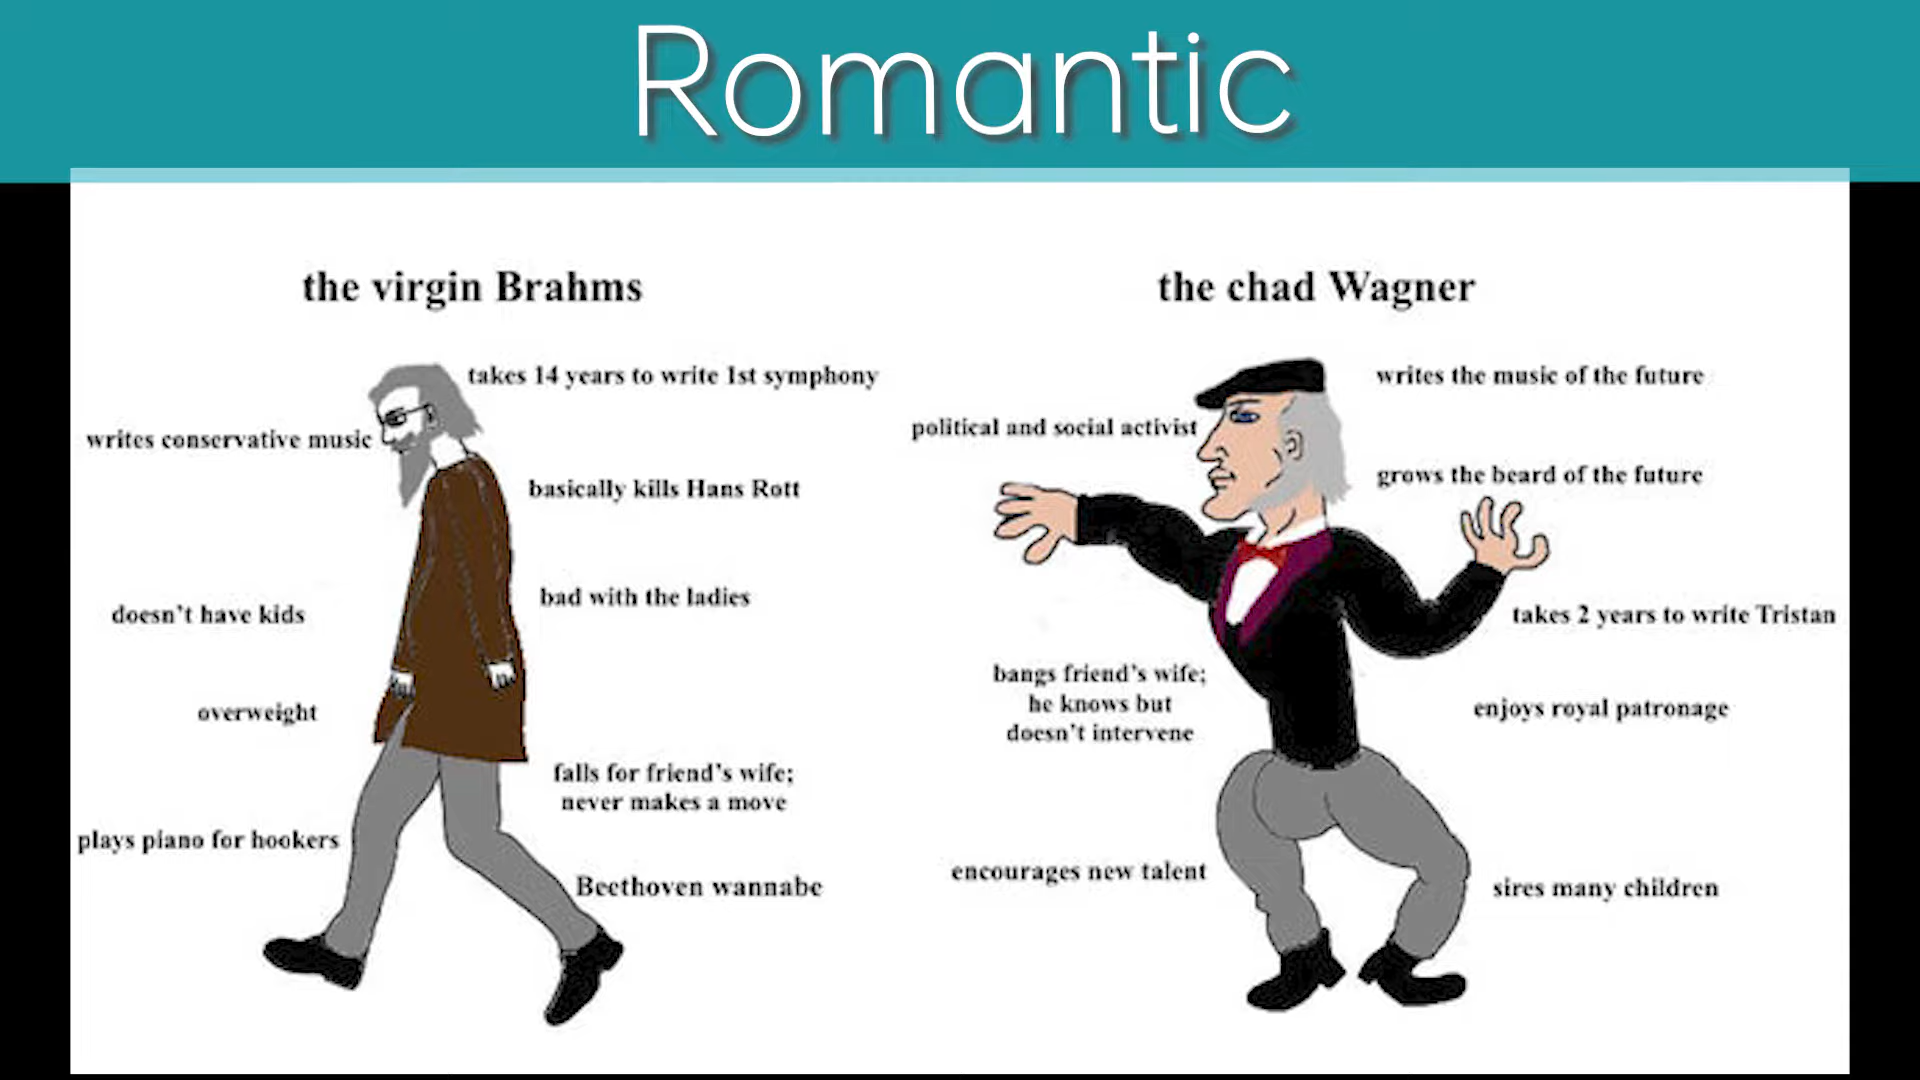 Romantic
the virgin Brahms
takes 14 years to write 1st symphony
writes conservative music
basically kills Hans Rott
bad with the ladies
doesn't have kids
overweight
falls for friend's wife;
never makes a move
plays piano for hookers
Beethoven wannabe
the chad Wagner
writes the music of the future
political and social activist
grows the beard of the future
takes 2 years to write Tristan
bangs friend's wife;
he knows but
doesn't intervene
enjoys royal patronage
encourages new talent
sires many children